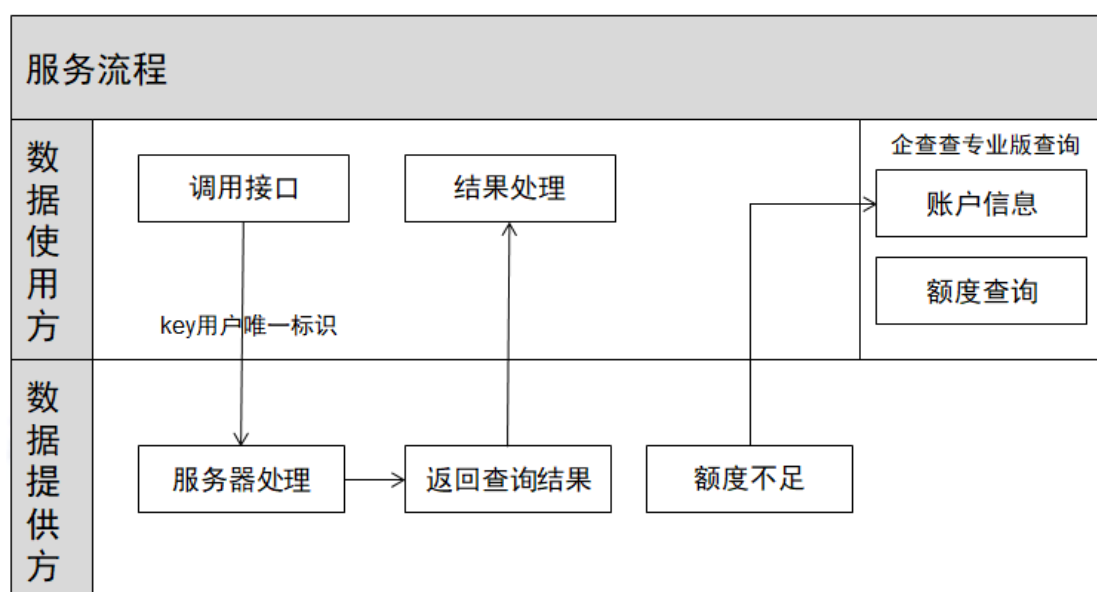 服务流程
数据使用方
调用接口
结果处理
企查查专业版查询
账户信息
额度查询
key用户唯一标识
数据提供方
服务器处理
返回查询结果
额度不足